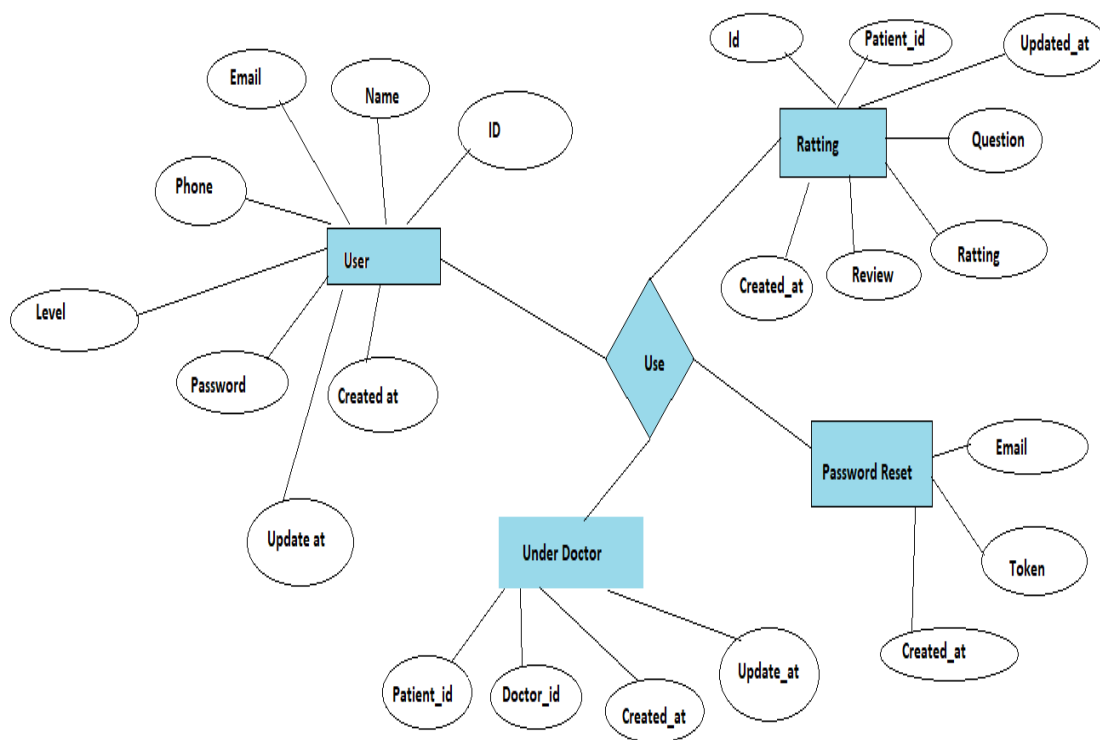 Id
Patient_id
Updated_at
Email
Name
ID
Question
Ratting
Phone
User
Ratting
Created_at
Review
Level
Use
Password
Created at
Email
Password Reset
Update at
Under Doctor
Token
Created_at
Update_at
Patient_id
Doctor_id
Created_at